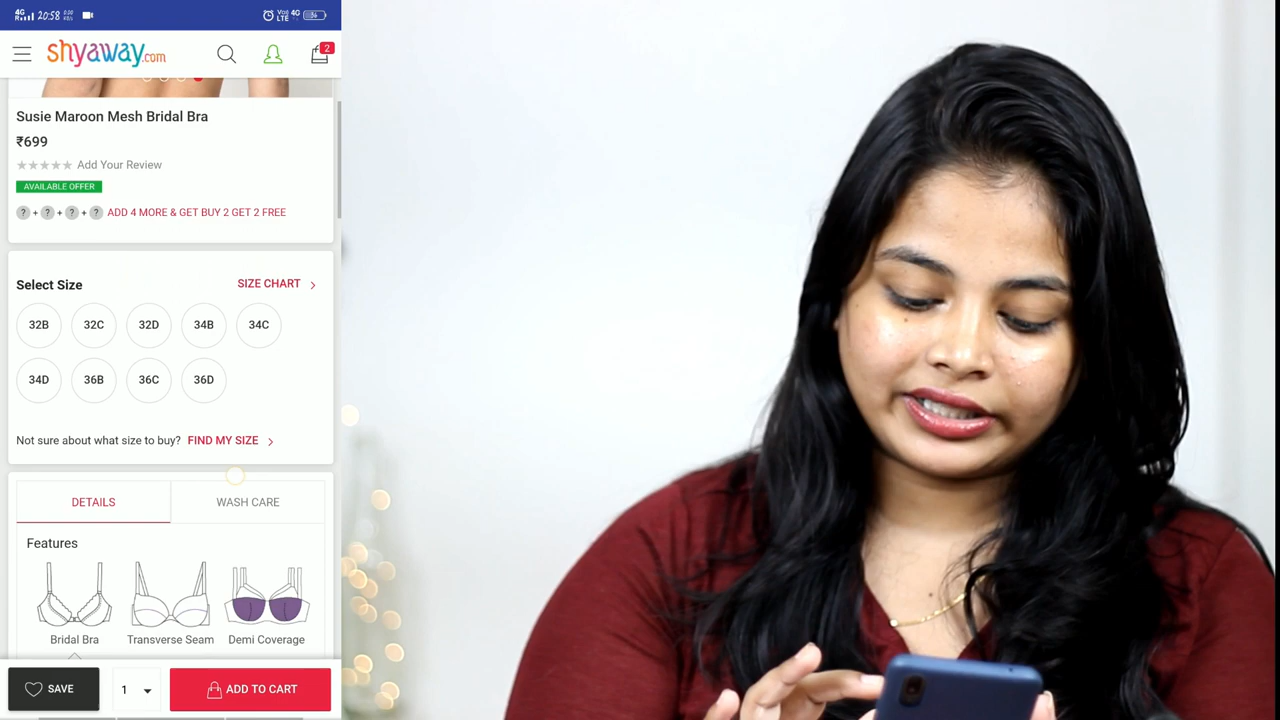 4G 20:58 LTE 4G
shyaway.com 2
Susie Maroon Mesh Bridal Bra
₹699
★★★★★ Add Your Review
AVAILABLE OFFER
? + ? + ? + ? ADD 4 MORE & GET BUY 2 GET 2 FREE
Select Size SIZE CHART >
32B 32C 32D 34B 34C
34D 36B 36C 36D
Not sure about what size to buy? FIND MY SIZE >
DETAILS WASH CARE
Features
Bridal Bra Transverse Seam Demi Coverage
SAVE 1 ADD TO CART